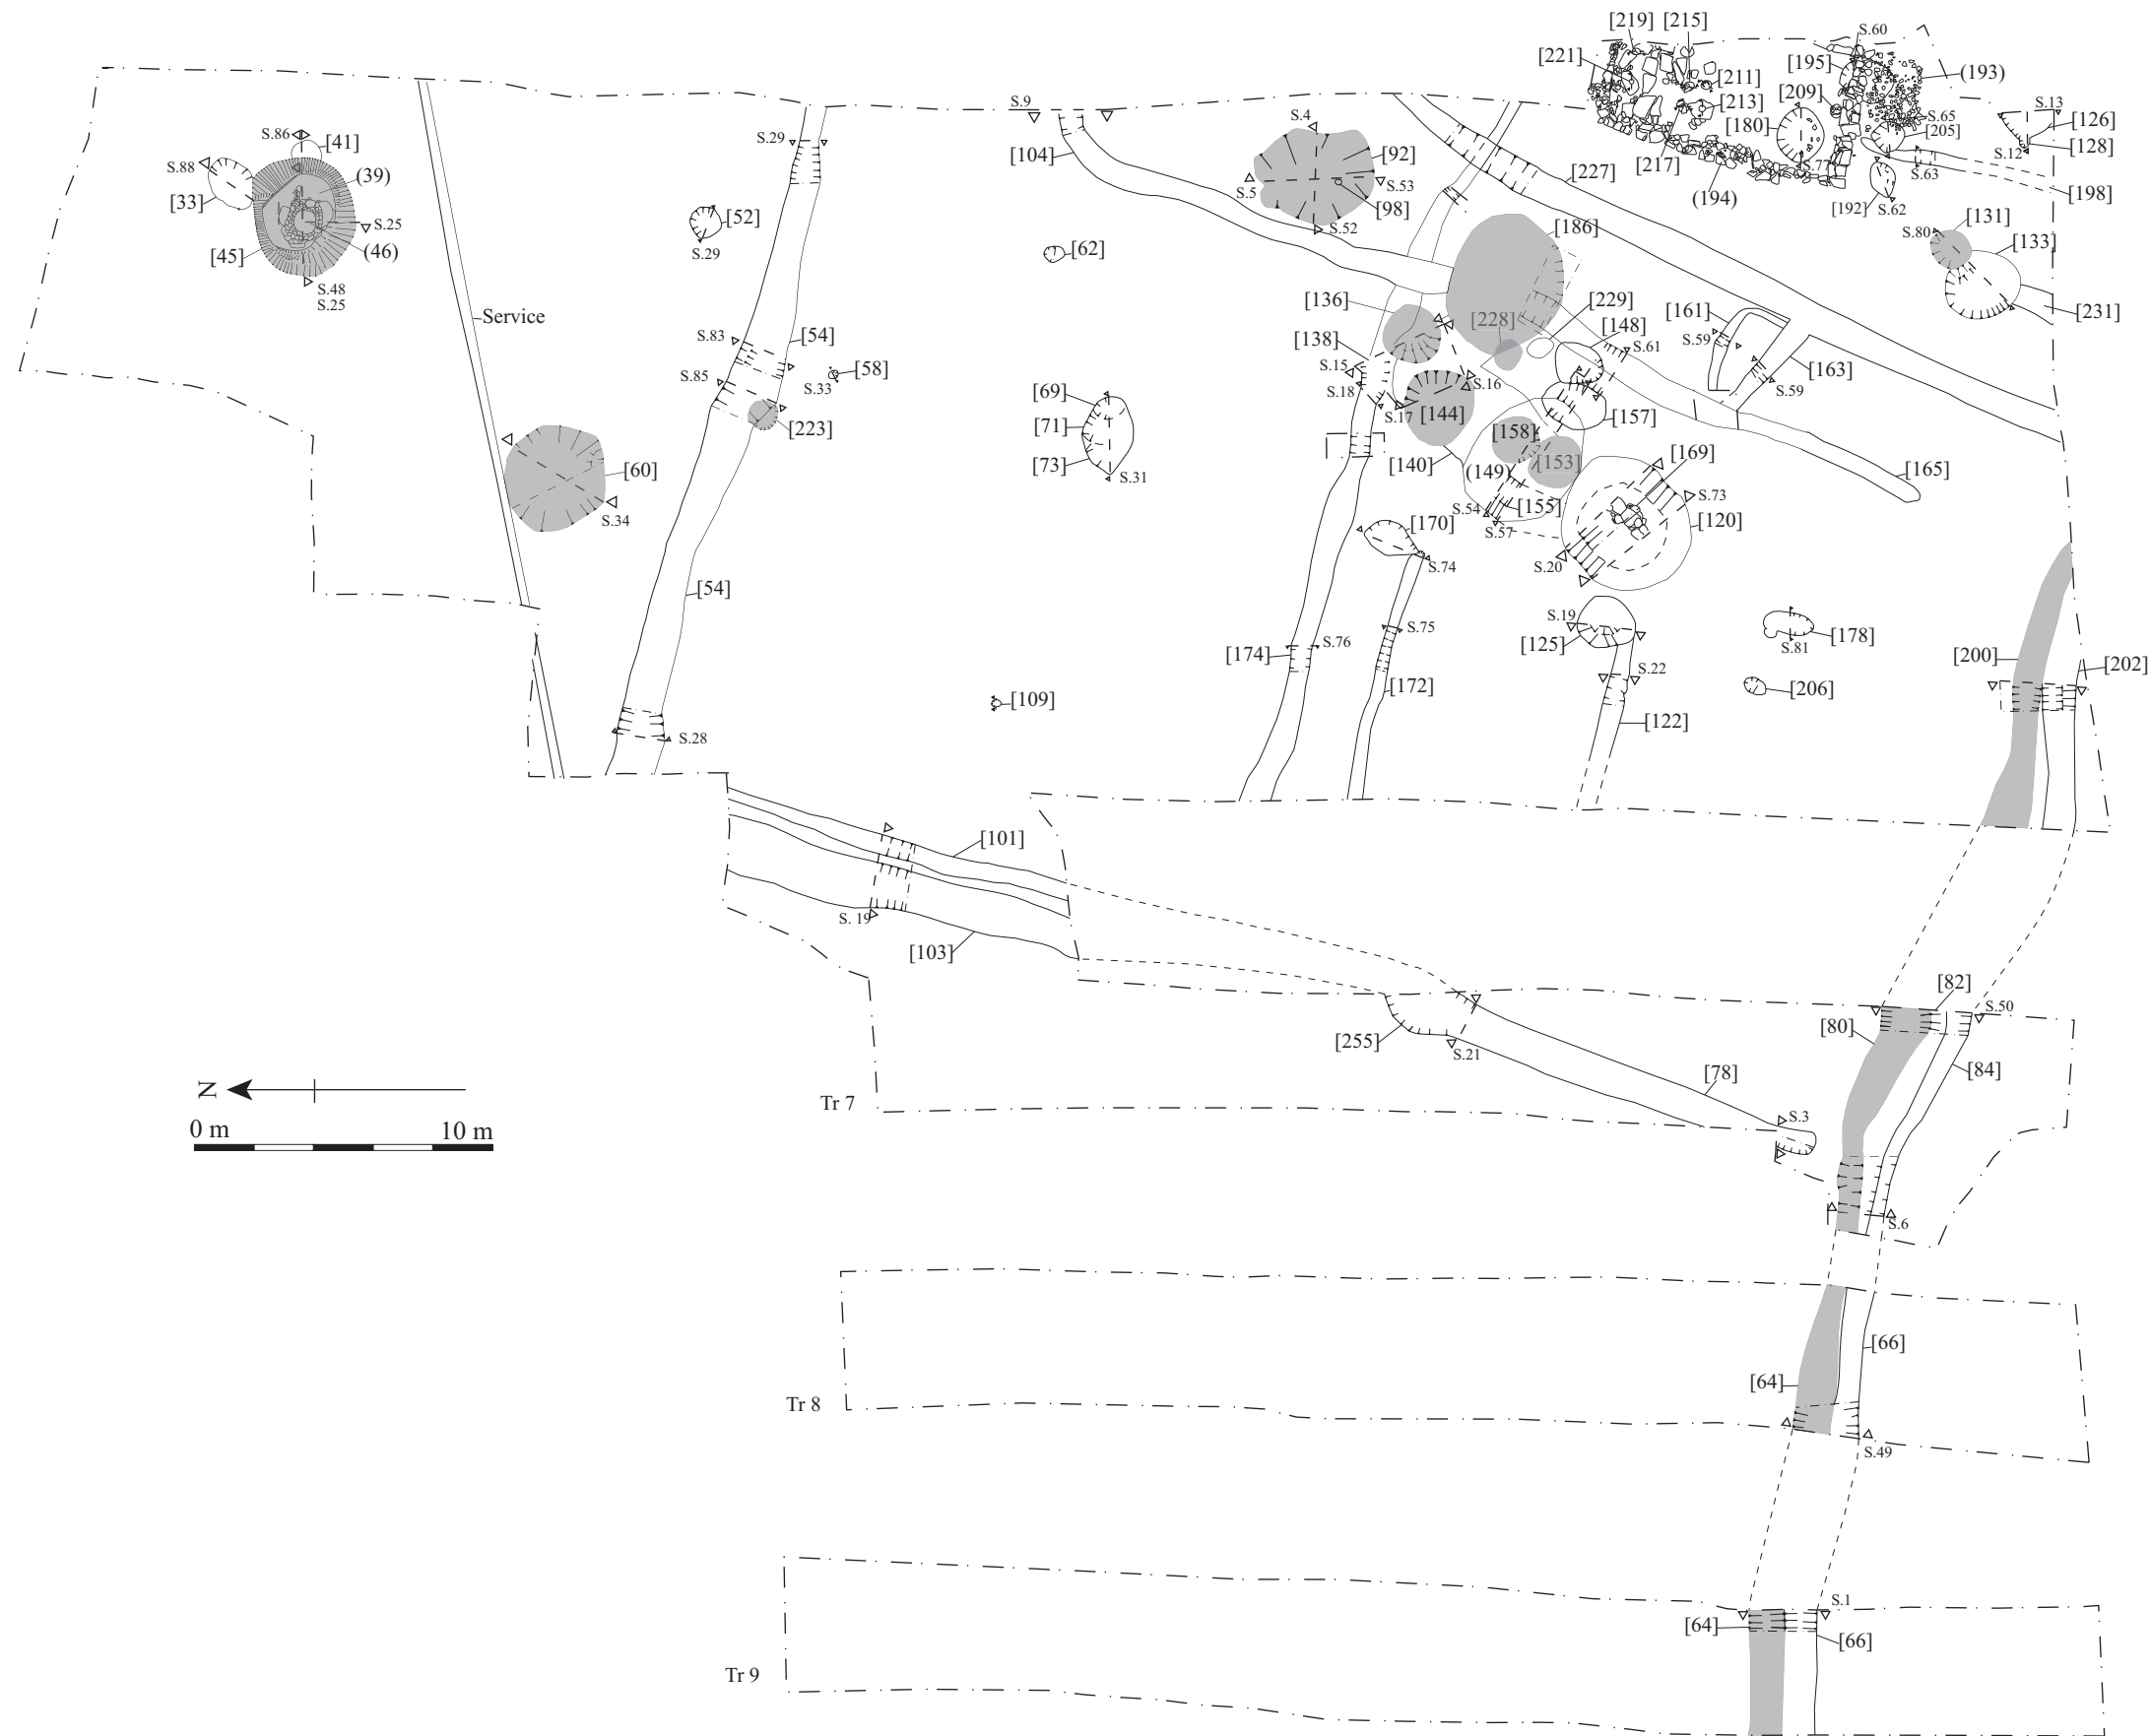 [219] [215]
S.60
[221]
[195]
(193)
[211]
[209]
[213]
S.9
S.4
S.13
[180]
S.65
[126]
S.86
[41]
S.29
[205]
[104]
[92]
[217]
S.12
[128]
S.88
(39)
S.77
S.63
[227]
S.5
S.53
[33]
(194)
[198]
[98]
[192]
S.62
[52]
S.25
S.52
[131]
[186]
S.80
[133]
[45]
(46)
S.29
[62]
S.48
S.25
[136]
[229]
[161]
[231]
Service
[228]
[148]
S.83
[54]
[138]
S.61
S.59
S.15
[58]
[163]
S.85
S.33
S.16
S.59
S.18
[69]
S.17
[144]
[157]
[71]
[223]
[158]
[73]
[140]
[153]
[169]
[60]
S.31
(149)
[165]
S.73
S.54
[155]
S.34
[170]
S.57
[120]
S.74
S.20
[54]
S.19
S.75
[125]
[178]
S.76
S.81
[174]
[200]
[202]
S.22
[172]
[206]
[109]
[122]
S.28
[101]
S. 19
[103]
[82]
S.50
[80]
[255]
S.21
[84]
[78]
N
Tr 7
S.3
0 m
10 m
S.6
[66]
[64]
Tr 8
S.49
S.1
[64]
[66]
Tr 9